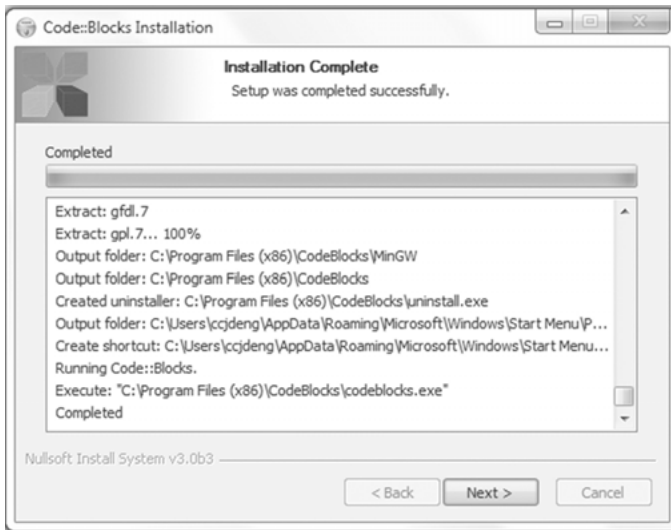 Code::Blocks Installation
Installation Complete
Setup was completed successfully.
Completed
Extract: gfdl.7
Extract: gpl.7... 100%
Output folder: C:\Program Files (x86)\CodeBlocks\MinGW
Output folder: C:\Program Files (x86)\CodeBlocks
Created uninstaller: C:\Program Files (x86)\CodeBlocks\uninstall.exe
Output folder: C:\Users\ccjdeng\AppData\Roaming\Microsoft\Windows\Start Menu\P...
Create shortcut: C:\Users\ccjdeng\AppData\Roaming\Microsoft\Windows\Start Menu...
Running Code::Blocks.
Execute: "C:\Program Files (x86)\CodeBlocks\codeblocks.exe"
Completed
Nullsoft Install System v3.0b3
< Back Next > Cancel